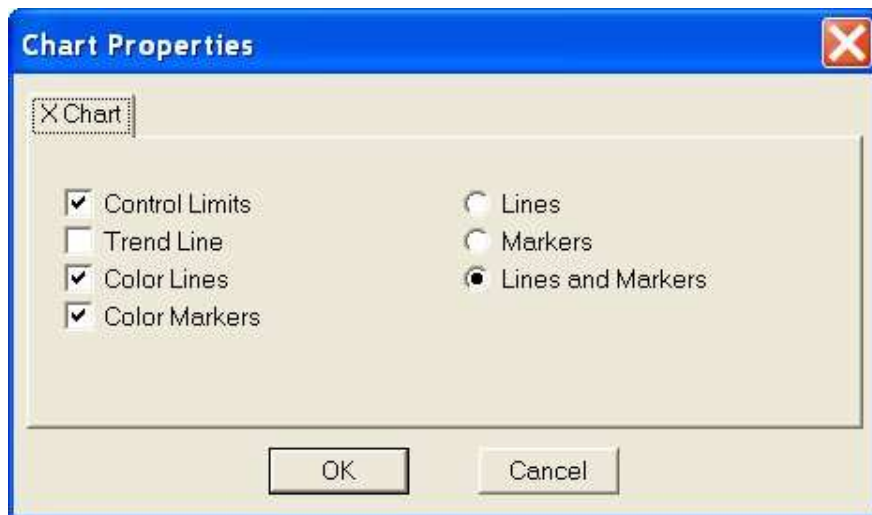 Chart Properties
X Chart
Control Limits
Trend Line
Color Lines
Color Markers
Lines
Markers
Lines and Markers
OK
Cancel